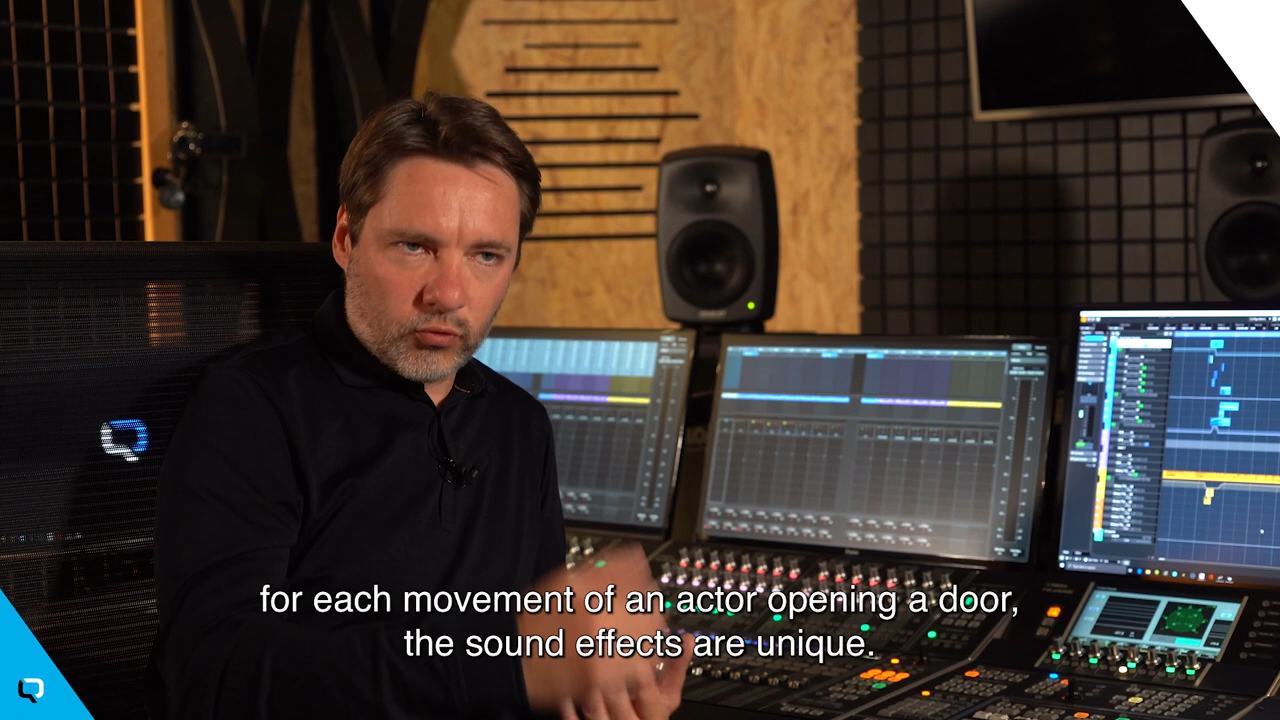 for each movement of an actor opening a door,
the sound effects are unique.